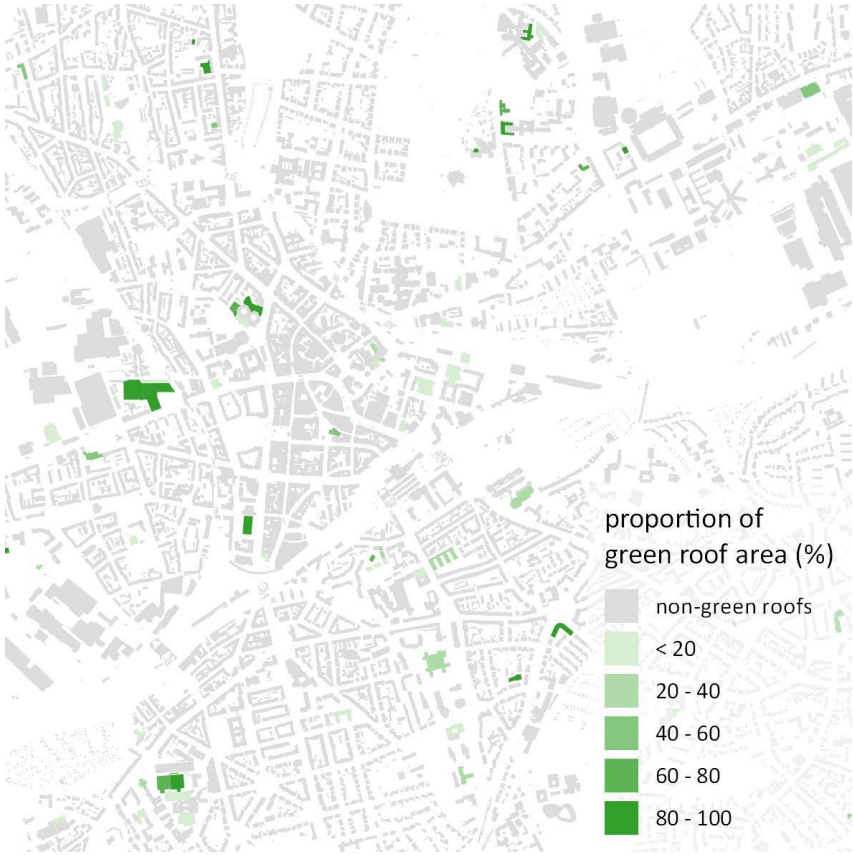 proportion of
green roof area (%)
non-green roofs
< 20
20 - 40
40 - 60
60 - 80
80 - 100